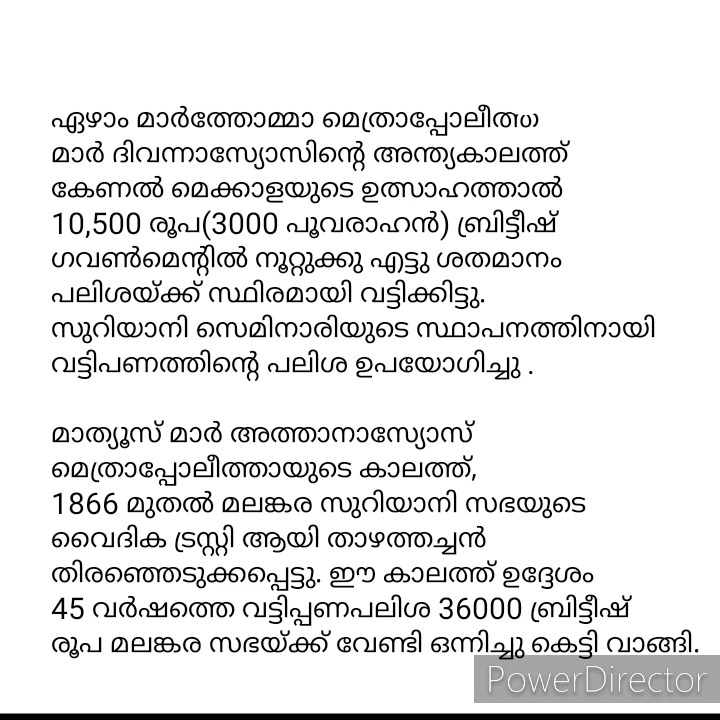 ഏഴാം മാർത്തോമ്മാ മെത്രാപ്പോലീത്ഡ
മാർ ദിവന്നാസ്യോസിന്റെ അന്ത്യകാലത്ത്
കേണൽ മെക്കാളയുടെ ഉത്സാഹത്താൽ
10,500 രൂപ(3000 പൂവരാഹൻ) ബ്രിട്ടീഷ്
ഗവൺമെന്റിൽ നൂറ്റുക്കു എട്ടു ശതമാനം
പലിശയ്ക്ക് സ്ഥിരമായി വട്ടിക്കിട്ടു.
സുറിയാനി സെമിനാരിയുടെ സ്ഥാപനത്തിനായി
വട്ടിപണത്തിന്റെ പലിശ ഉപയോഗിച്ചു .
മാത്യൂസ് മാർ അത്താനാസ്യോസ്
മെത്രാപ്പോലീത്തായുടെ കാലത്ത്,
1866 മുതൽ മലങ്കര സുറിയാനി സഭയുടെ
വൈദിക ട്രസ്റ്റി ആയി താഴത്തച്ചൻ
തിരഞ്ഞെടുക്കപ്പെട്ടു. ഈ കാലത്ത് ഉദ്ദേശം
45 വർഷത്തെ വട്ടിപ്പണപലിശ 36000 ബ്രിട്ടീഷ്
രൂപ മലങ്കര സഭയ്ക്ക് വേണ്ടി ഒന്നിച്ചു കെട്ടി വാങ്ങി.
PowerDirector